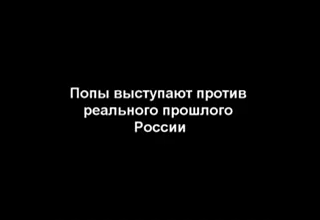 Попы выступают против
реального прошлого
России